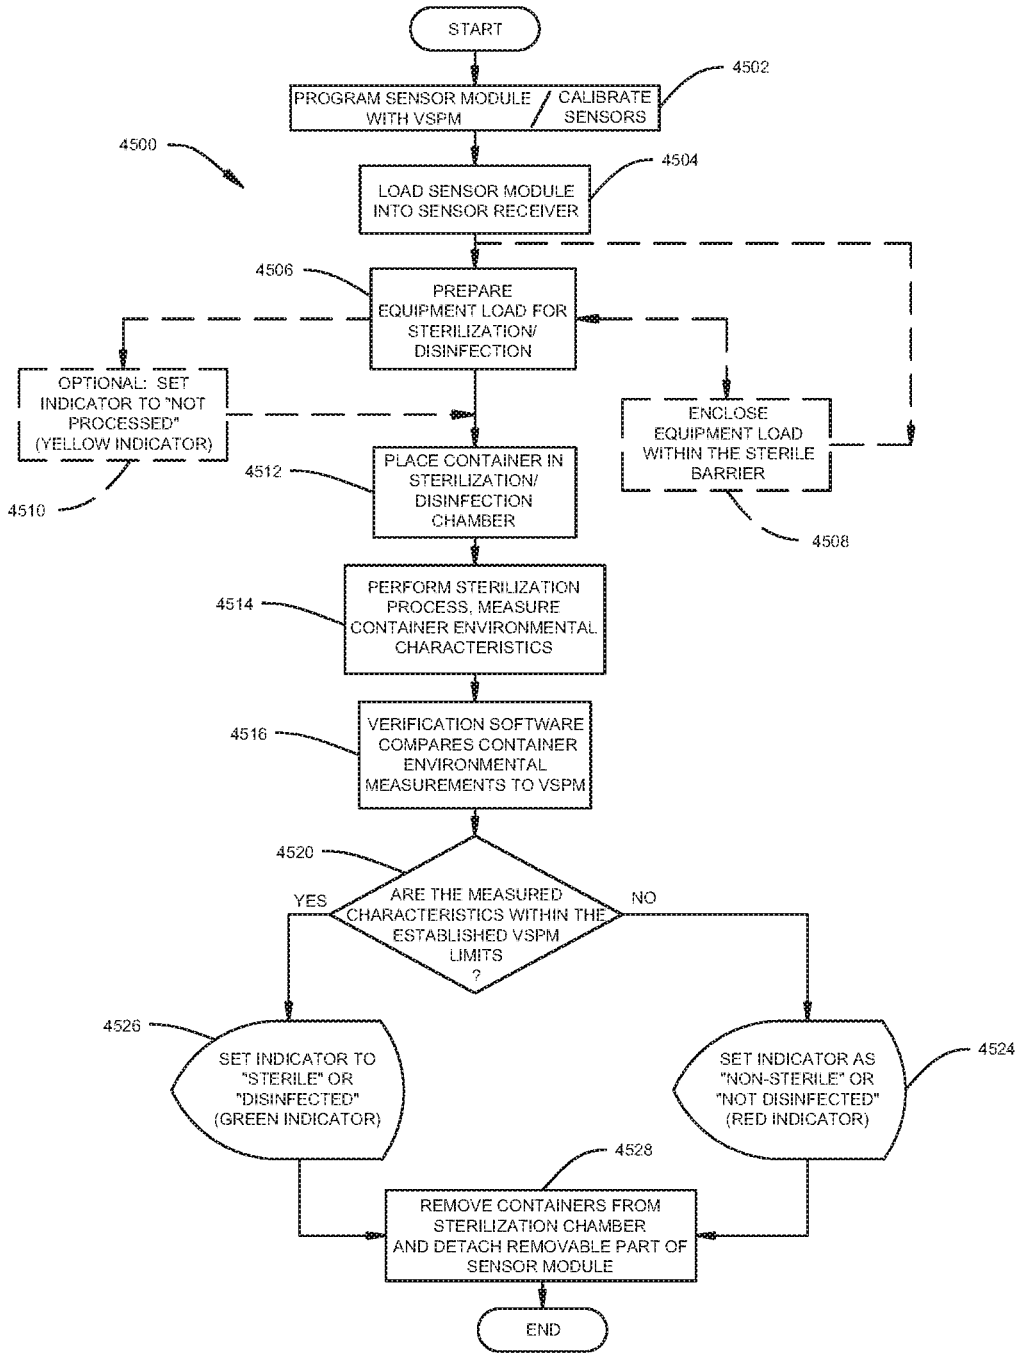 START
4502
PROGRAM SENSOR MODULE
WITH VSPM
/
CALIBRATE
SENSORS
4500
4504
LOAD SENSOR MODULE
INTO SENSOR RECEIVER
4506
PREPARE
EQUIPMENT LOAD FOR
STERILIZATION/
DISINFECTION
OPTIONAL: SET
INDICATOR TO "NOT
PROCESSED"
(YELLOW INDICATOR)
4510
ENCLOSE
EQUIPMENT LOAD
WITHIN THE STERILE
BARRIER
4508
4512
PLACE CONTAINER IN
STERILIZATION/
DISINFECTION
CHAMBER
4514
PERFORM STERILIZATION
PROCESS, MEASURE
CONTAINER ENVIRONMENTAL
CHARACTERISTICS
4516
VERIFICATION SOFTWARE
COMPARES CONTAINER
ENVIRONMENTAL
MEASUREMENTS TO VSPM
4520
YES
NO
ARE THE MEASURED
CHARACTERISTICS WITHIN THE
ESTABLISHED VSPM
LIMITS
?
4526
SET INDICATOR TO
"STERILE" OR
"DISINFECTED"
(GREEN INDICATOR)
4524
SET INDICATOR AS
"NON-STERILE" OR
"NOT DISINFECTED"
(RED INDICATOR)
4528
REMOVE CONTAINERS FROM
STERILIZATION CHAMBER
AND DETACH REMOVABLE PART OF
SENSOR MODULE
END